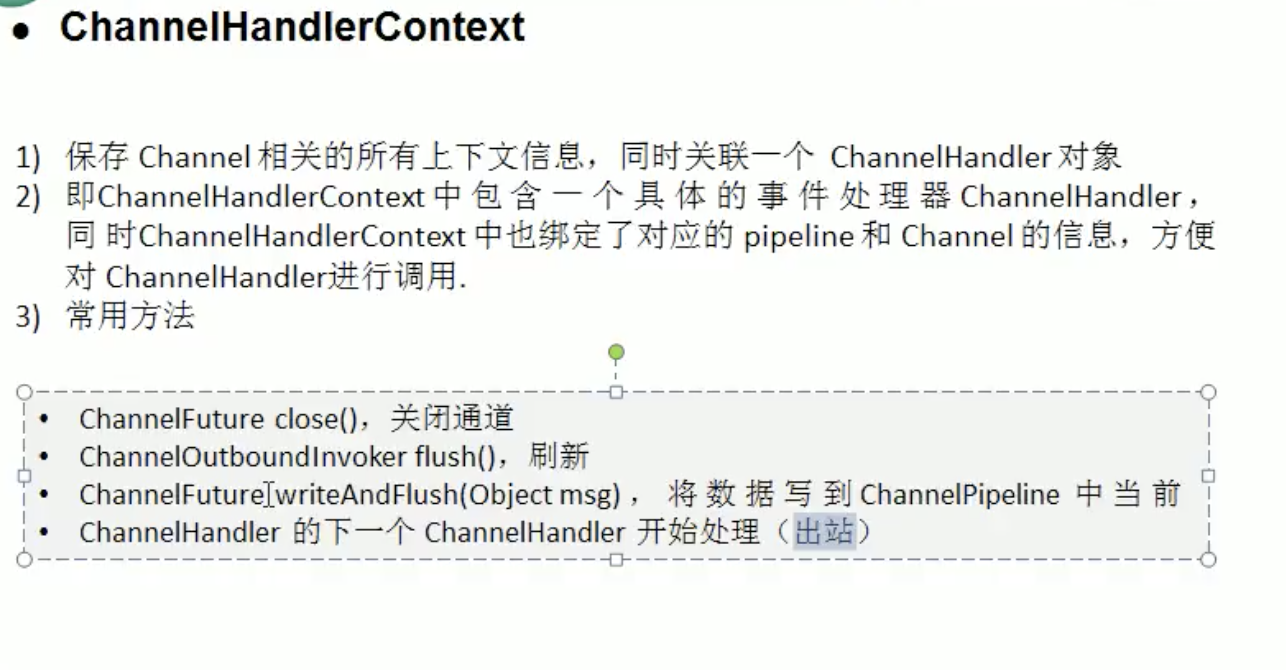 • ChannelHandlerContext
1) 保存 Channel 相关的所有上下文信息，同时关联一个 ChannelHandler 对象
2) 即ChannelHandlerContext 中 包 含 一 个 具 体 的 事 件 处 理 器 ChannelHandler，
同 时ChannelHandlerContext 中也绑定了对应的 pipeline 和 Channel 的信息，方便
对 ChannelHandler进行调用.
3) 常用方法
• ChannelFuture close()，关闭通道
• ChannelOutboundInvoker flush()，刷新
• ChannelFuture writeAndFlush(Object msg) ， 将 数 据 写 到 ChannelPipeline 中 当 前
• ChannelHandler 的下一个 ChannelHandler 开始处理（出站）